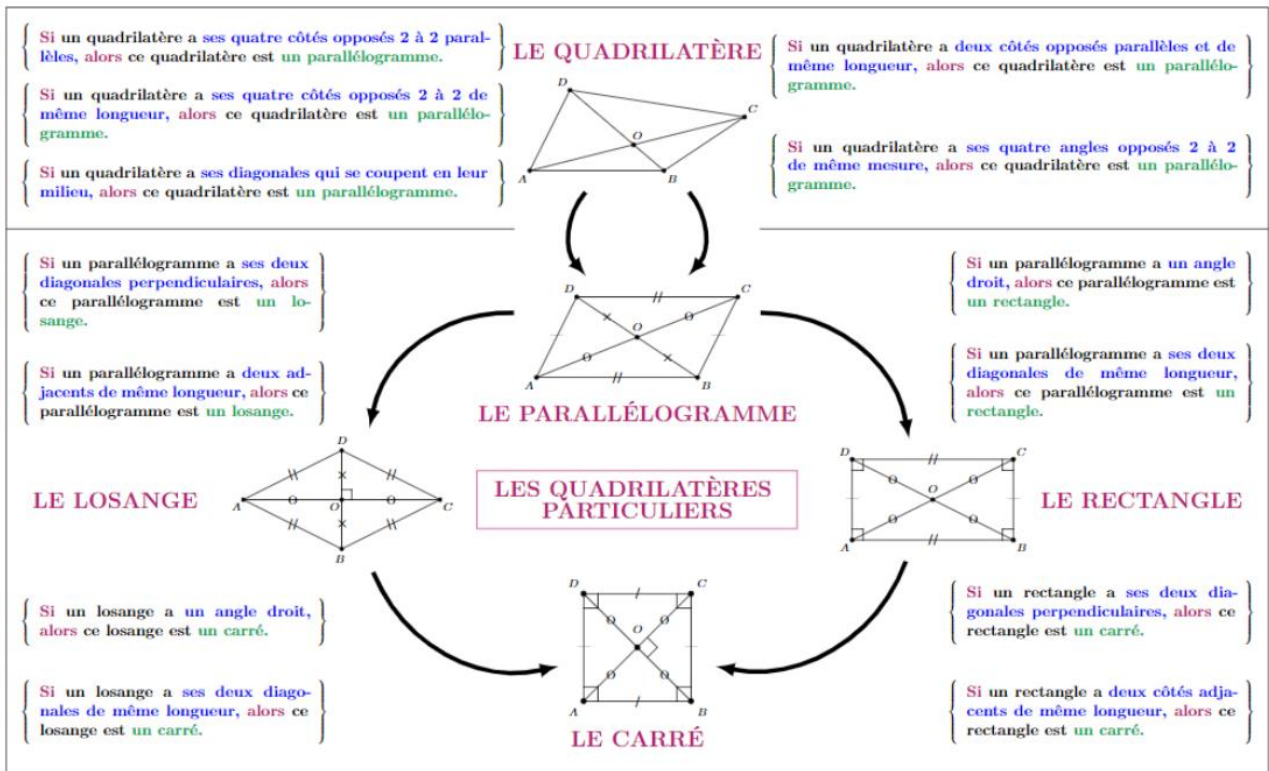 Si un quadrilatère a ses quatre côtés opposés 2 à 2 paral-
lèles, alors ce quadrilatère est un parallélogramme.
Si un quadrilatère a ses quatre côtés opposés 2 à 2 de
même longueur, alors ce quadrilatère est un parallélo-
gramme.
Si un quadrilatère a ses diagonales qui se coupent en leur
milieu, alors ce quadrilatère est un parallélogramme.
LE QUADRILATÈRE
D
C
O
A
B
Si un quadrilatère a deux côtés opposés parallèles et de
même longueur, alors ce quadrilatère est un parallélo-
gramme.
Si un quadrilatère a ses quatre angles opposés 2 à 2
de même mesure, alors ce quadrilatère est un parallélo-
gramme.
Si un parallélogramme a ses deux
diagonales perpendiculaires, alors
ce parallélogramme est un lo-
sange.
Si un parallélogramme a deux ad-
jacents de même longueur, alors ce
parallélogramme est un losange.
D
C
O
A
B
LE PARALLÉLOGRAMME
Si un parallélogramme a un angle
droit, alors ce parallélogramme est
un rectangle.
Si un parallélogramme a ses deux
diagonales de même longueur,
alors ce parallélogramme est un
rectangle.
LE LOSANGE
D
A
O
C
B
LES QUADRILATÈRES
PARTICULIERS
D
C
O
A
B
LE RECTANGLE
Si un losange a un angle droit,
alors ce losange est un carré.
Si un losange a ses deux diago-
nales de même longueur, alors ce
losange est un carré.
D
C
O
A
B
LE CARRÉ
Si un rectangle a ses deux dia-
gonales perpendiculaires, alors ce
rectangle est un carré.
Si un rectangle a deux côtés adja-
cents de même longueur, alors ce
rectangle est un carré.